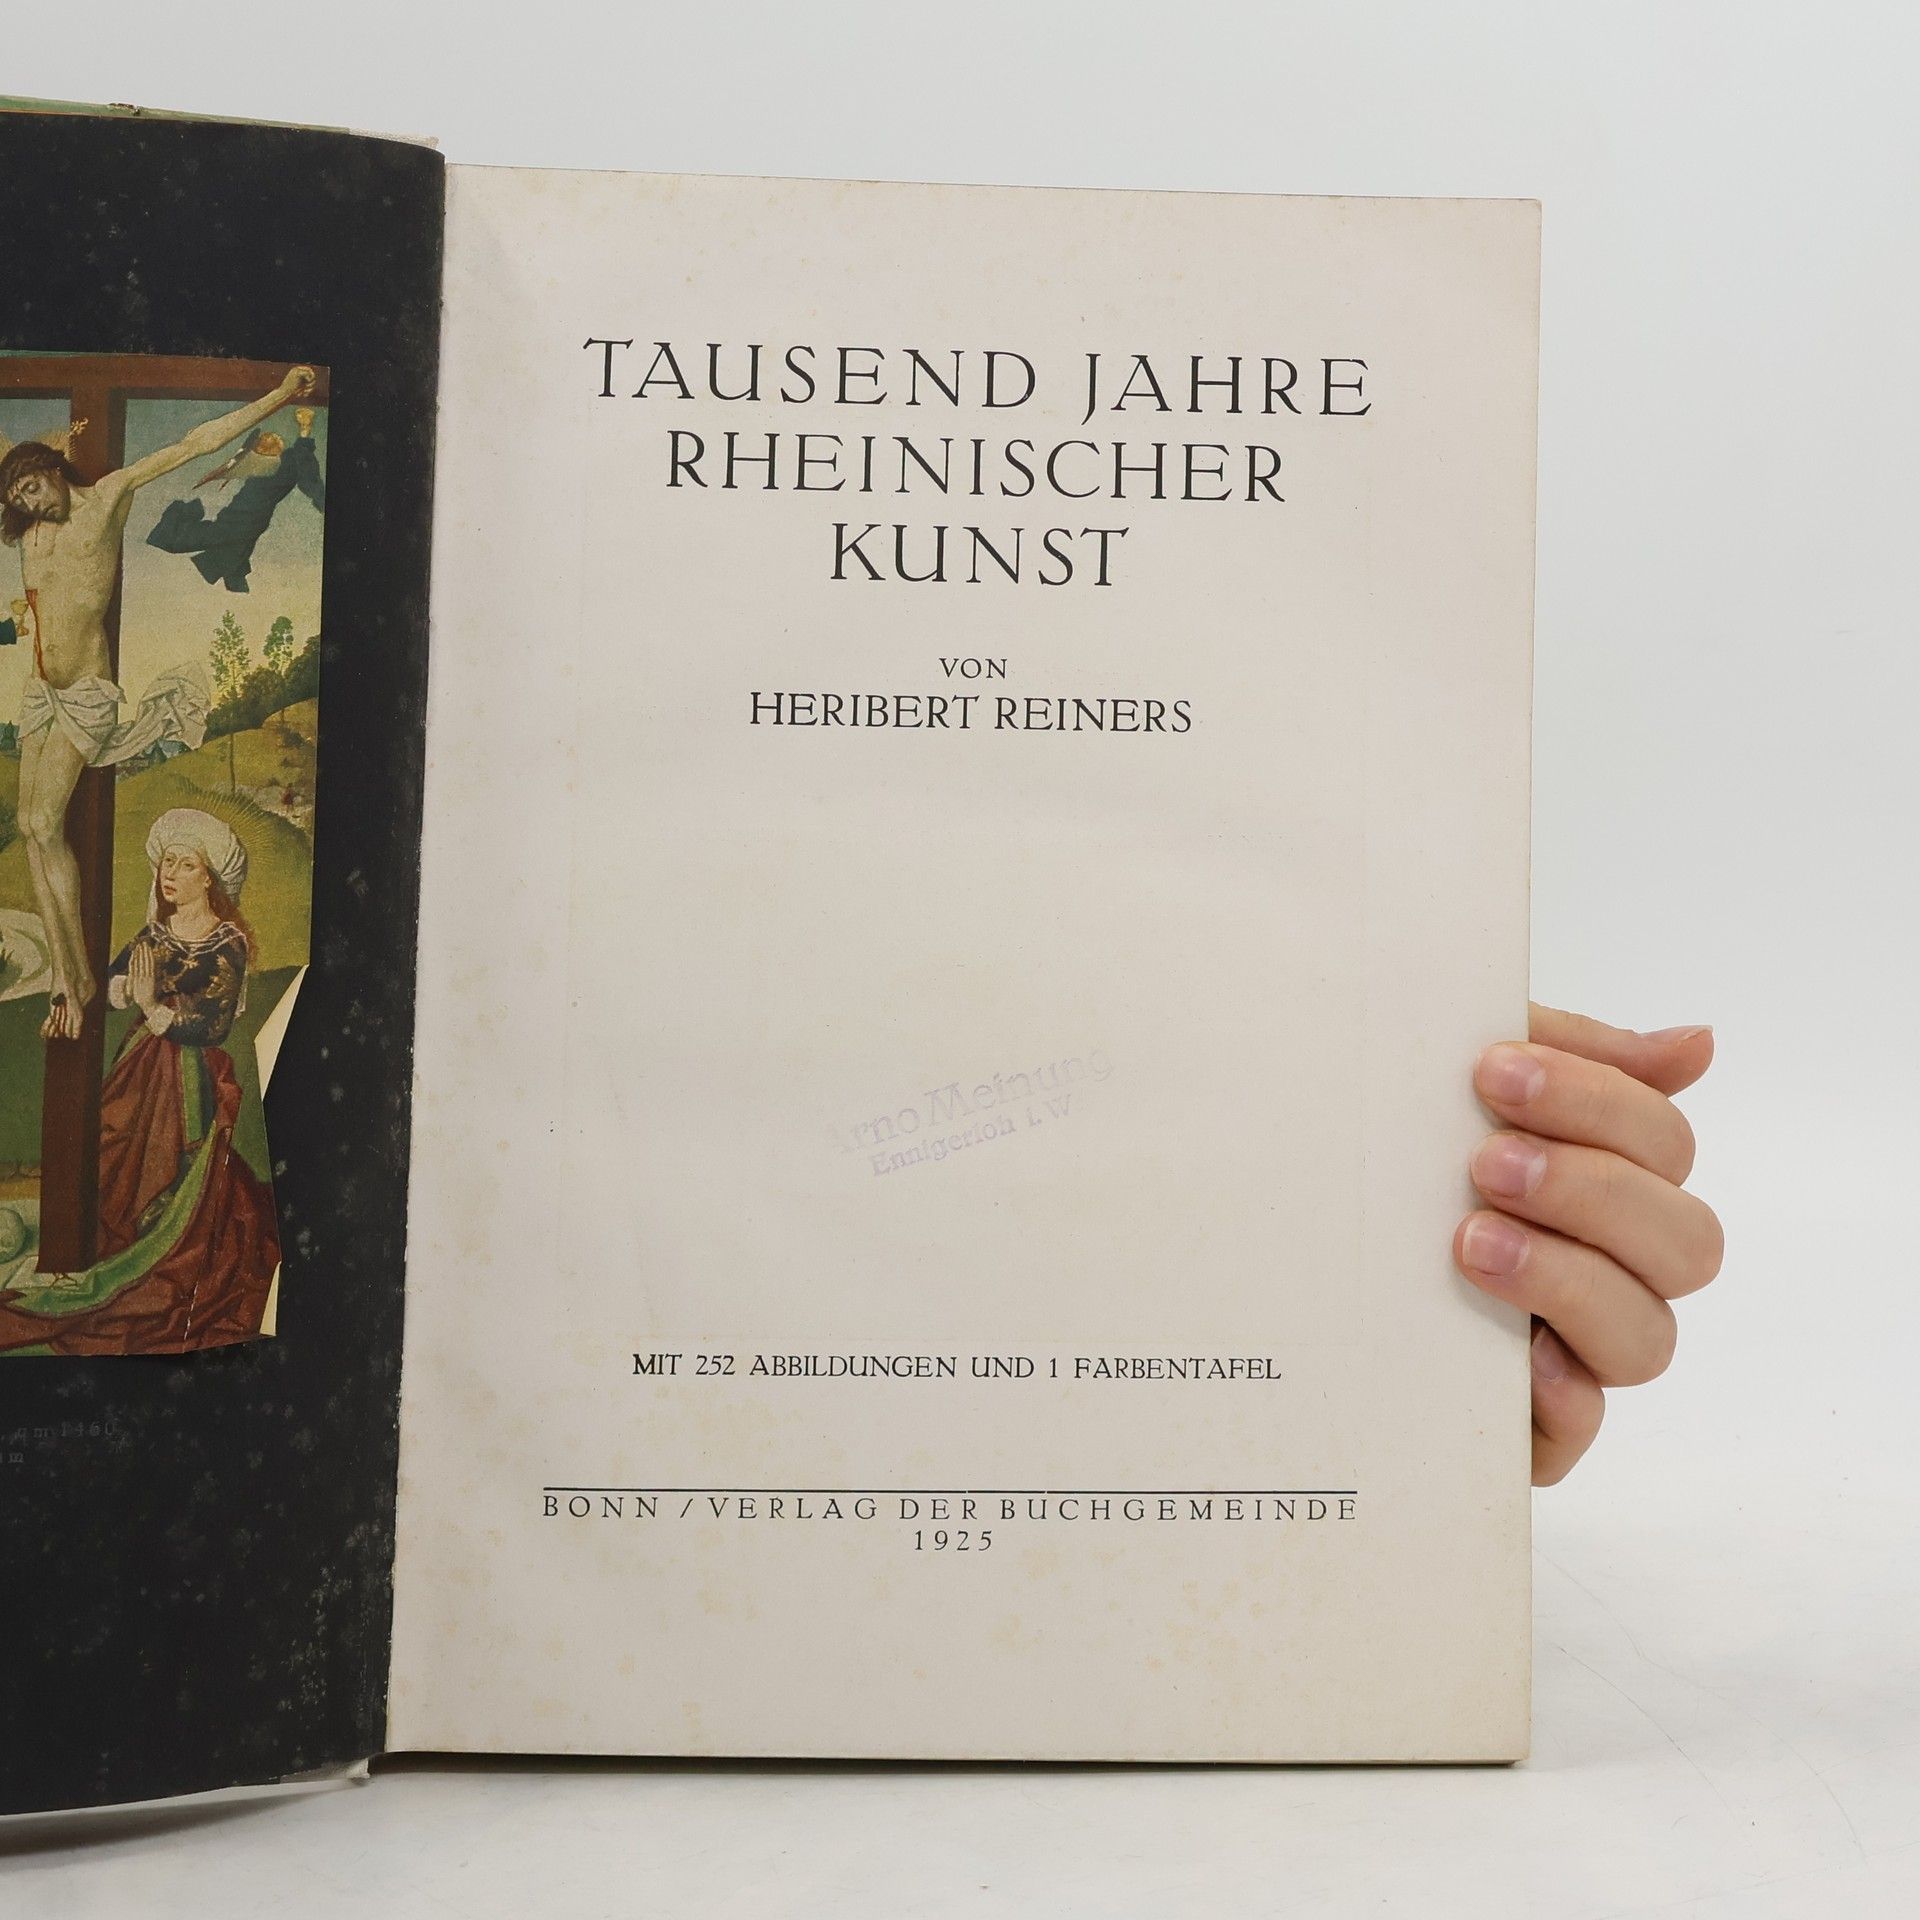 TAUSEND JAHRE
RHEINISCHER
KUNST
VON
HERIBERT REINERS
Arno Meinung
Ennigerloh i. W.
MIT 252 ABBILDUNGEN UND 1 FARBENTAFEL
BONN / VERLAG DER BUCHGEMEINDE
1925